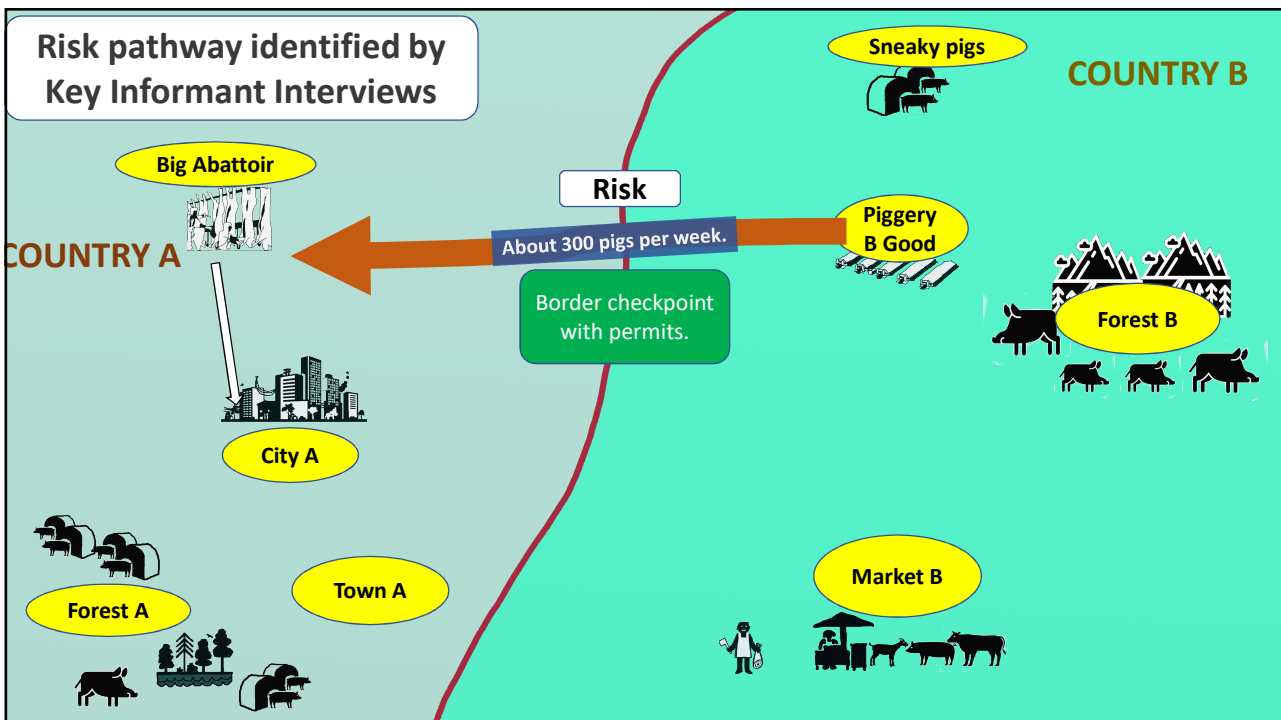 Risk pathway identified by
Key Informant Interviews
Sneaky pigs
COUNTRY B
Big Abattoir
Risk
Piggery
B Good
About 300 pigs per week.
COUNTRY A
Border checkpoint
with permits.
Forest B
City A
Town A
Market B
Forest A